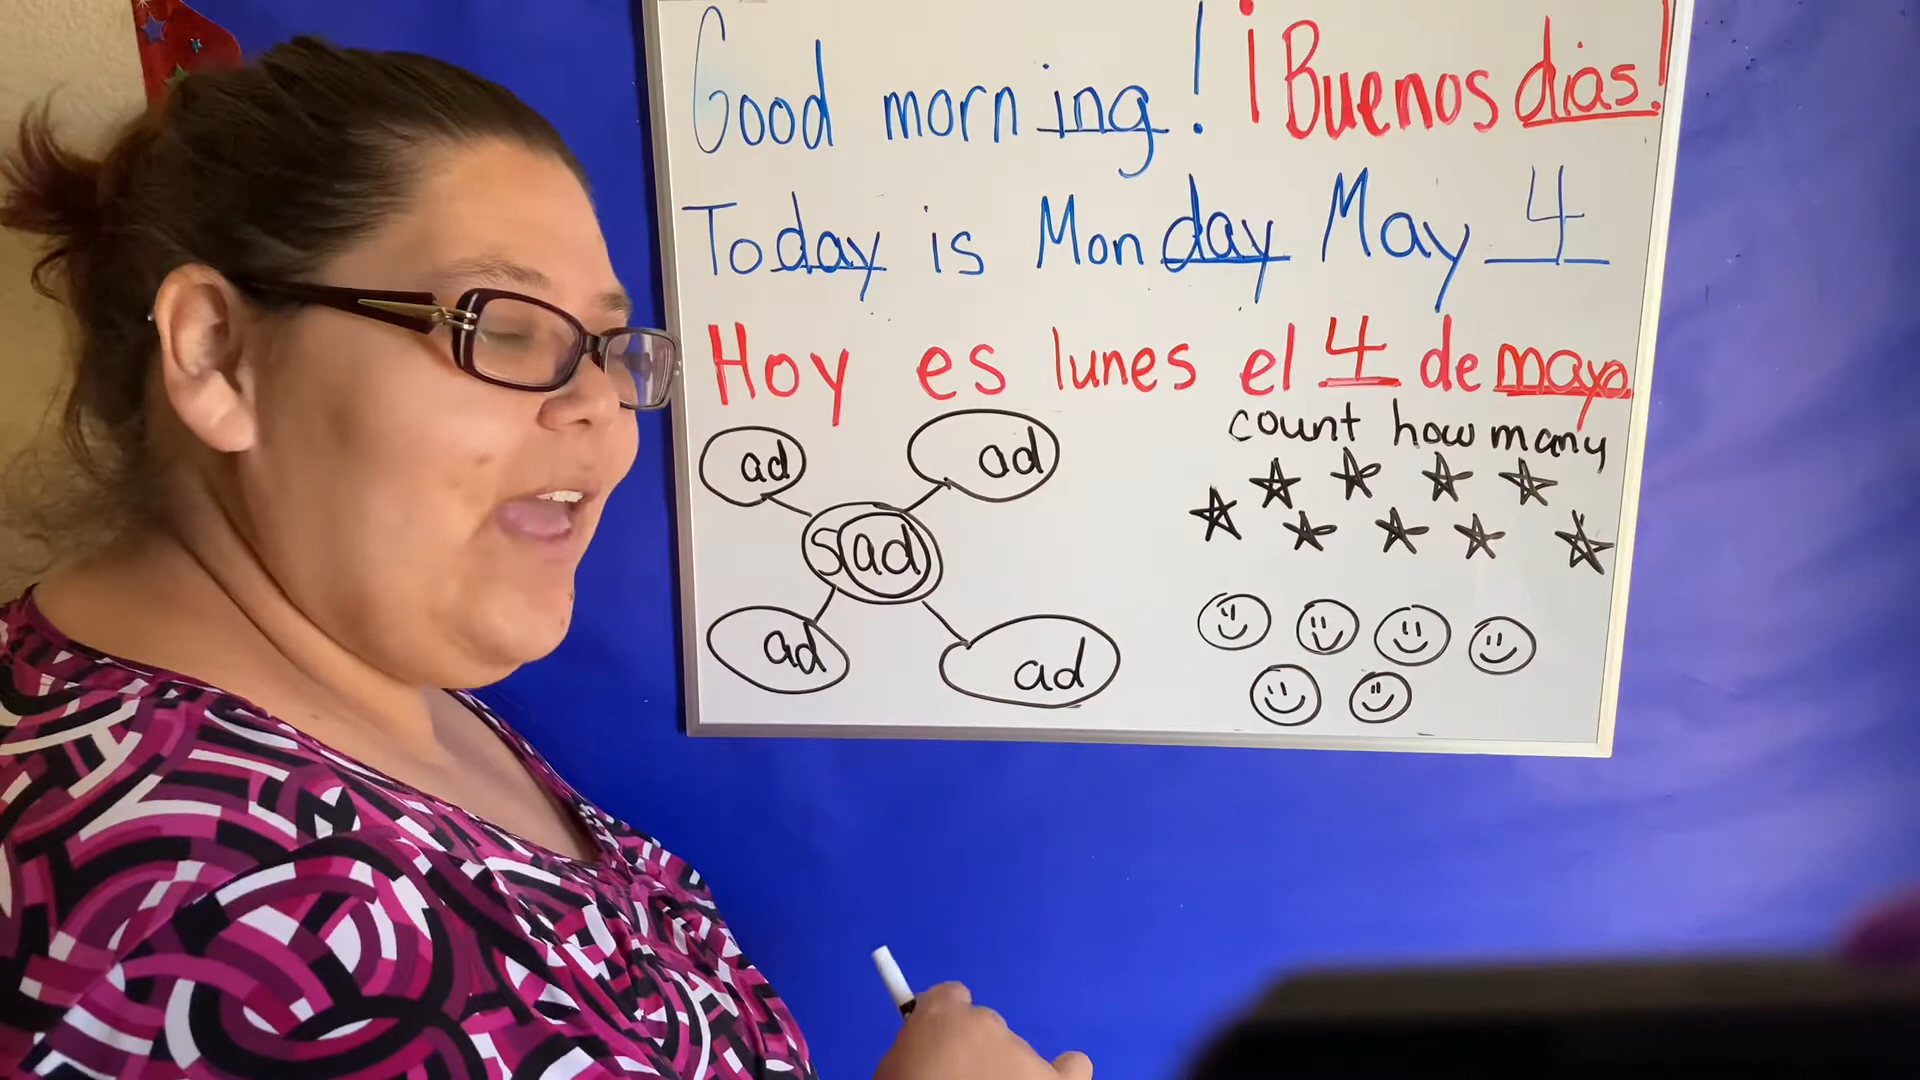 Good morning! ¡Buenos dias!
Today is Monday May 4
Hoy es lunes el 4 de mayo
count how many
ad ad
sad
ad ad